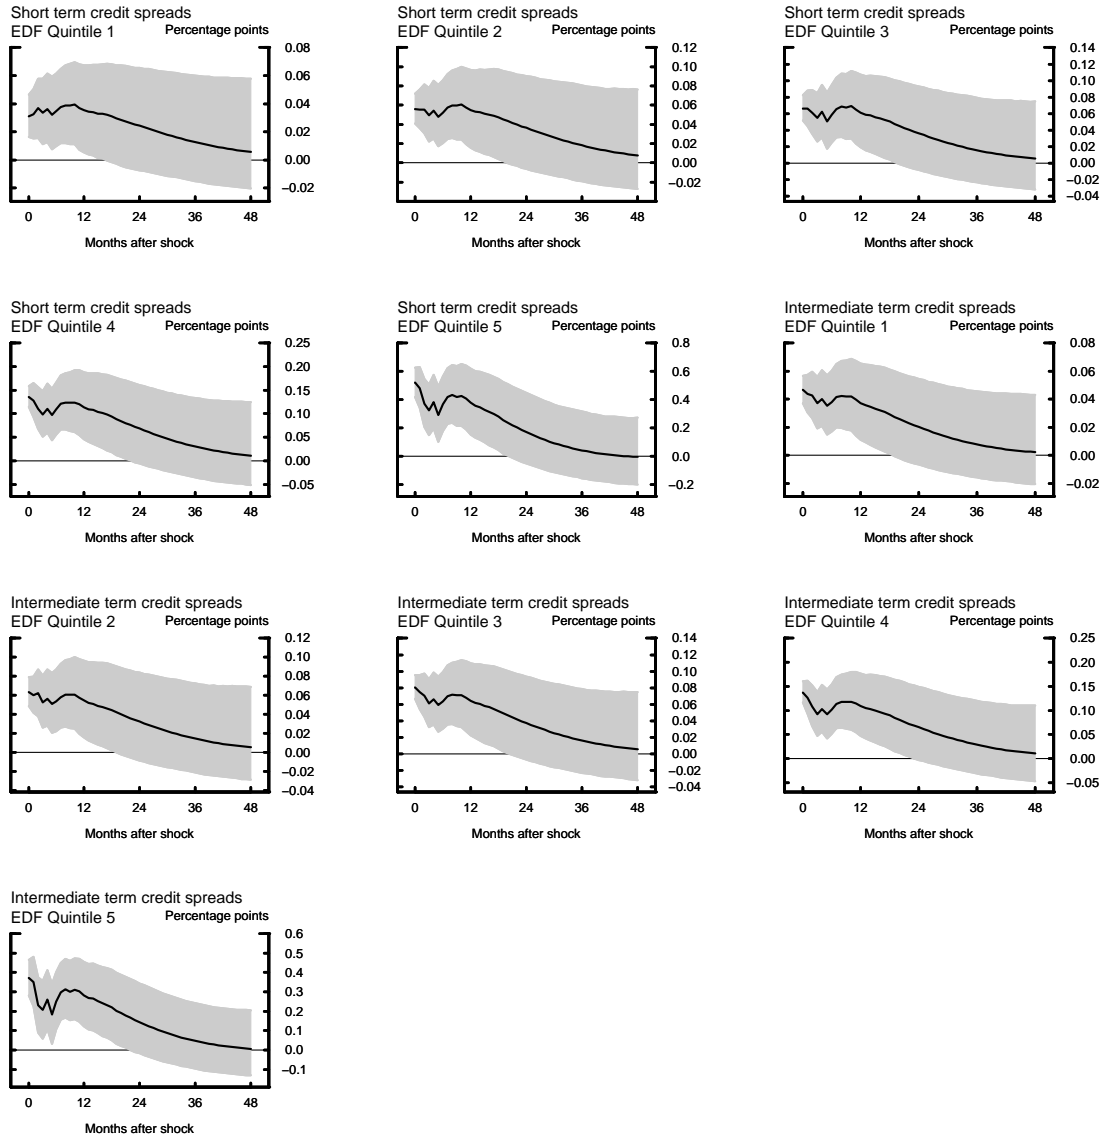 Short term credit spreads
EDF Quintile 1 Percentage points
0.08
0.06
0.04
0.02
0.00
−0.02
0 12 24 36 48
Months after shock
Short term credit spreads
EDF Quintile 2 Percentage points
0.12
0.10
0.08
0.06
0.04
0.02
0.00
−0.02
0 12 24 36 48
Months after shock
Short term credit spreads
EDF Quintile 3 Percentage points
0.14
0.12
0.10
0.08
0.06
0.04
0.02
0.00
−0.02
−0.04
0 12 24 36 48
Months after shock
Short term credit spreads
EDF Quintile 4 Percentage points
0.25
0.20
0.15
0.10
0.05
0.00
−0.05
0 12 24 36 48
Months after shock
Short term credit spreads
EDF Quintile 5 Percentage points
0.8
0.6
0.4
0.2
0.0
−0.2
0 12 24 36 48
Months after shock
Intermediate term credit spreads
EDF Quintile 1 Percentage points
0.08
0.06
0.04
0.02
0.00
−0.02
0 12 24 36 48
Months after shock
Intermediate term credit spreads
EDF Quintile 2 Percentage points
0.12
0.10
0.08
0.06
0.04
0.02
0.00
−0.02
−0.04
0 12 24 36 48
Months after shock
Intermediate term credit spreads
EDF Quintile 3 Percentage points
0.14
0.12
0.10
0.08
0.06
0.04
0.02
0.00
−0.02
−0.04
0 12 24 36 48
Months after shock
Intermediate term credit spreads
EDF Quintile 4 Percentage points
0.25
0.20
0.15
0.10
0.05
0.00
−0.05
0 12 24 36 48
Months after shock
Intermediate term credit spreads
EDF Quintile 5 Percentage points
0.6
0.5
0.4
0.3
0.2
0.1
0.0
−0.1
0 12 24 36 48
Months after shock